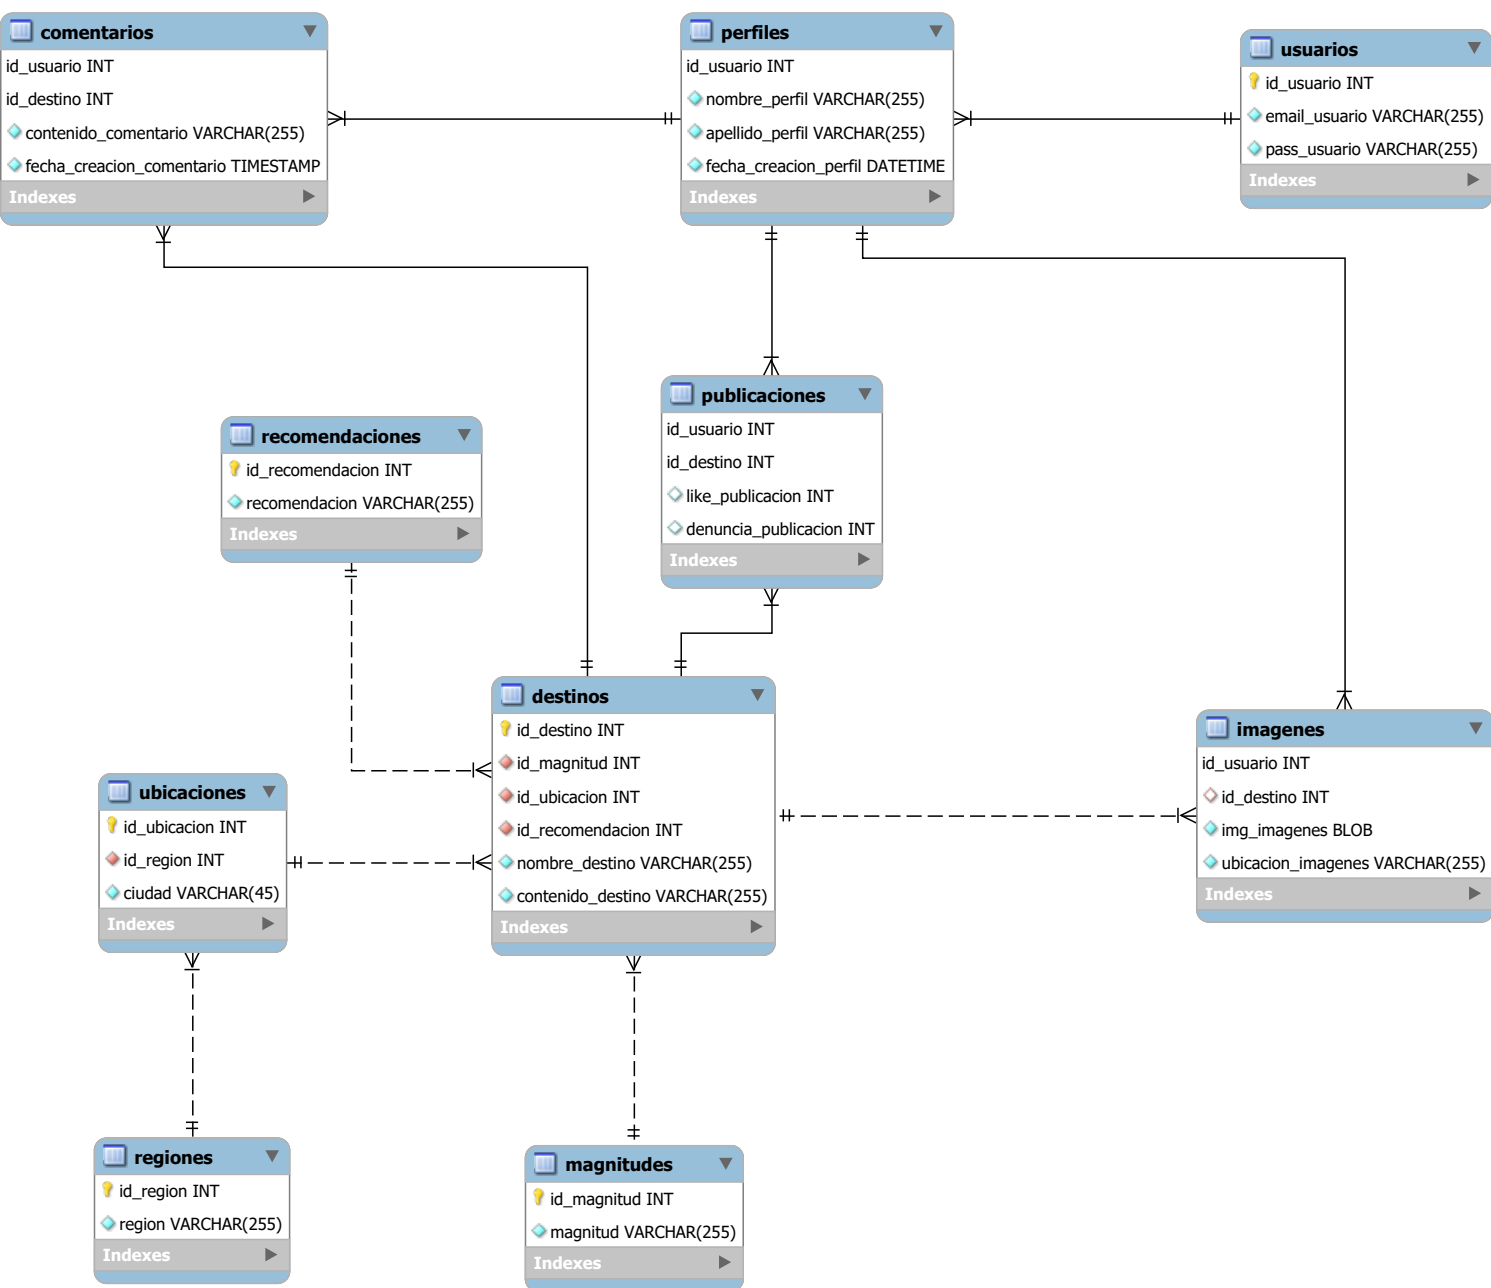 comentarios
id_usuario INT
id_destino INT
contenido_comentario VARCHAR(255)
fecha_creacion_comentario TIMESTAMP
Indexes
perfiles
id_usuario INT
nombre_perfil VARCHAR(255)
apellido_perfil VARCHAR(255)
fecha_creacion_perfil DATETIME
Indexes
usuarios
id_usuario INT
email_usuario VARCHAR(255)
pass_usuario VARCHAR(255)
Indexes
publicaciones
id_usuario INT
id_destino INT
like_publicacion INT
denuncia_publicacion INT
Indexes
recomendaciones
id_recomendacion INT
recomendacion VARCHAR(255)
Indexes
destinos
id_destino INT
id_magnitud INT
id_ubicacion INT
id_recomendacion INT
nombre_destino VARCHAR(255)
contenido_destino VARCHAR(255)
Indexes
imagenes
id_usuario INT
id_destino INT
img_imagenes BLOB
ubicacion_imagenes VARCHAR(255)
Indexes
ubicaciones
id_ubicacion INT
id_region INT
ciudad VARCHAR(45)
Indexes
regiones
id_region INT
region VARCHAR(255)
Indexes
magnitudes
id_magnitud INT
magnitud VARCHAR(255)
Indexes